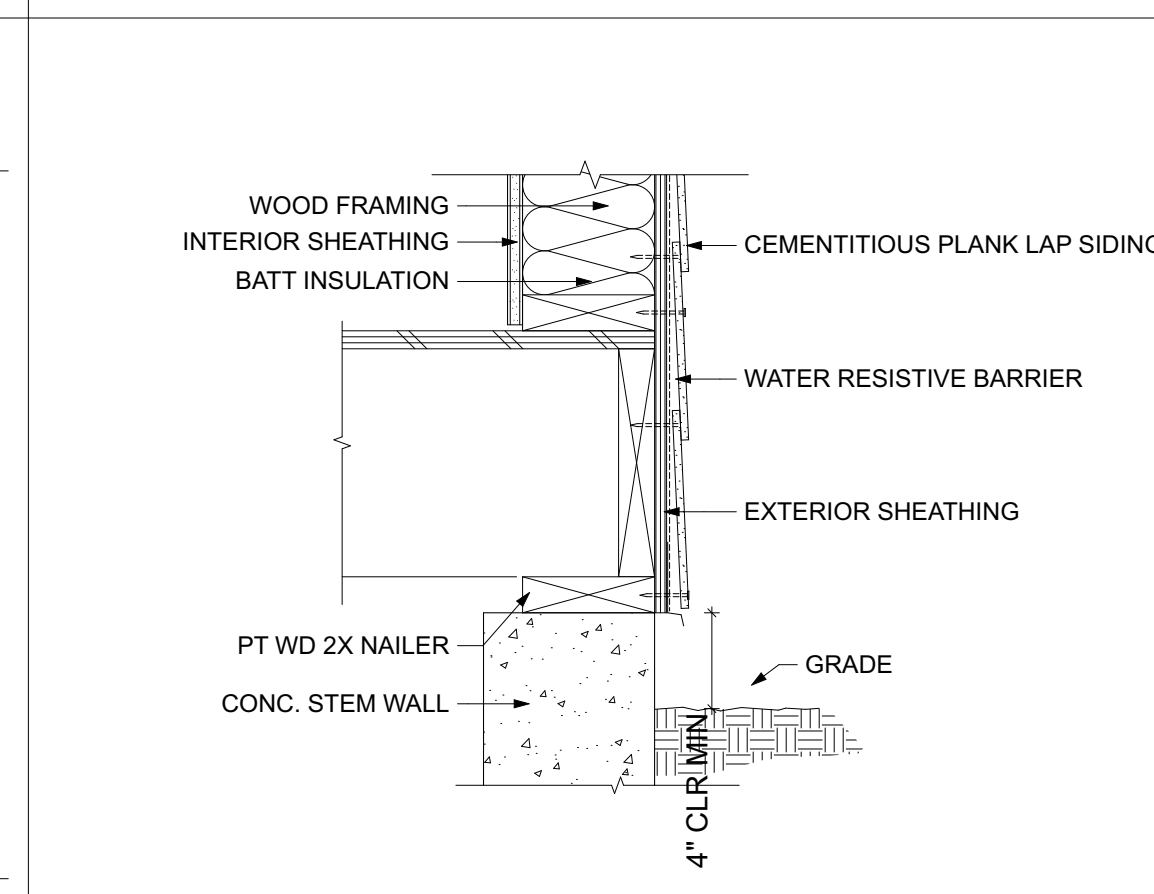 WOOD FRAMING
INTERIOR SHEATHING
BATT INSULATION
CEMENTITIOUS PLANK LAP SIDING
WATER RESISTIVE BARRIER
EXTERIOR SHEATHING
PT WD 2X NAILER
CONC. STEM WALL
GRADE
4" CLR MIN